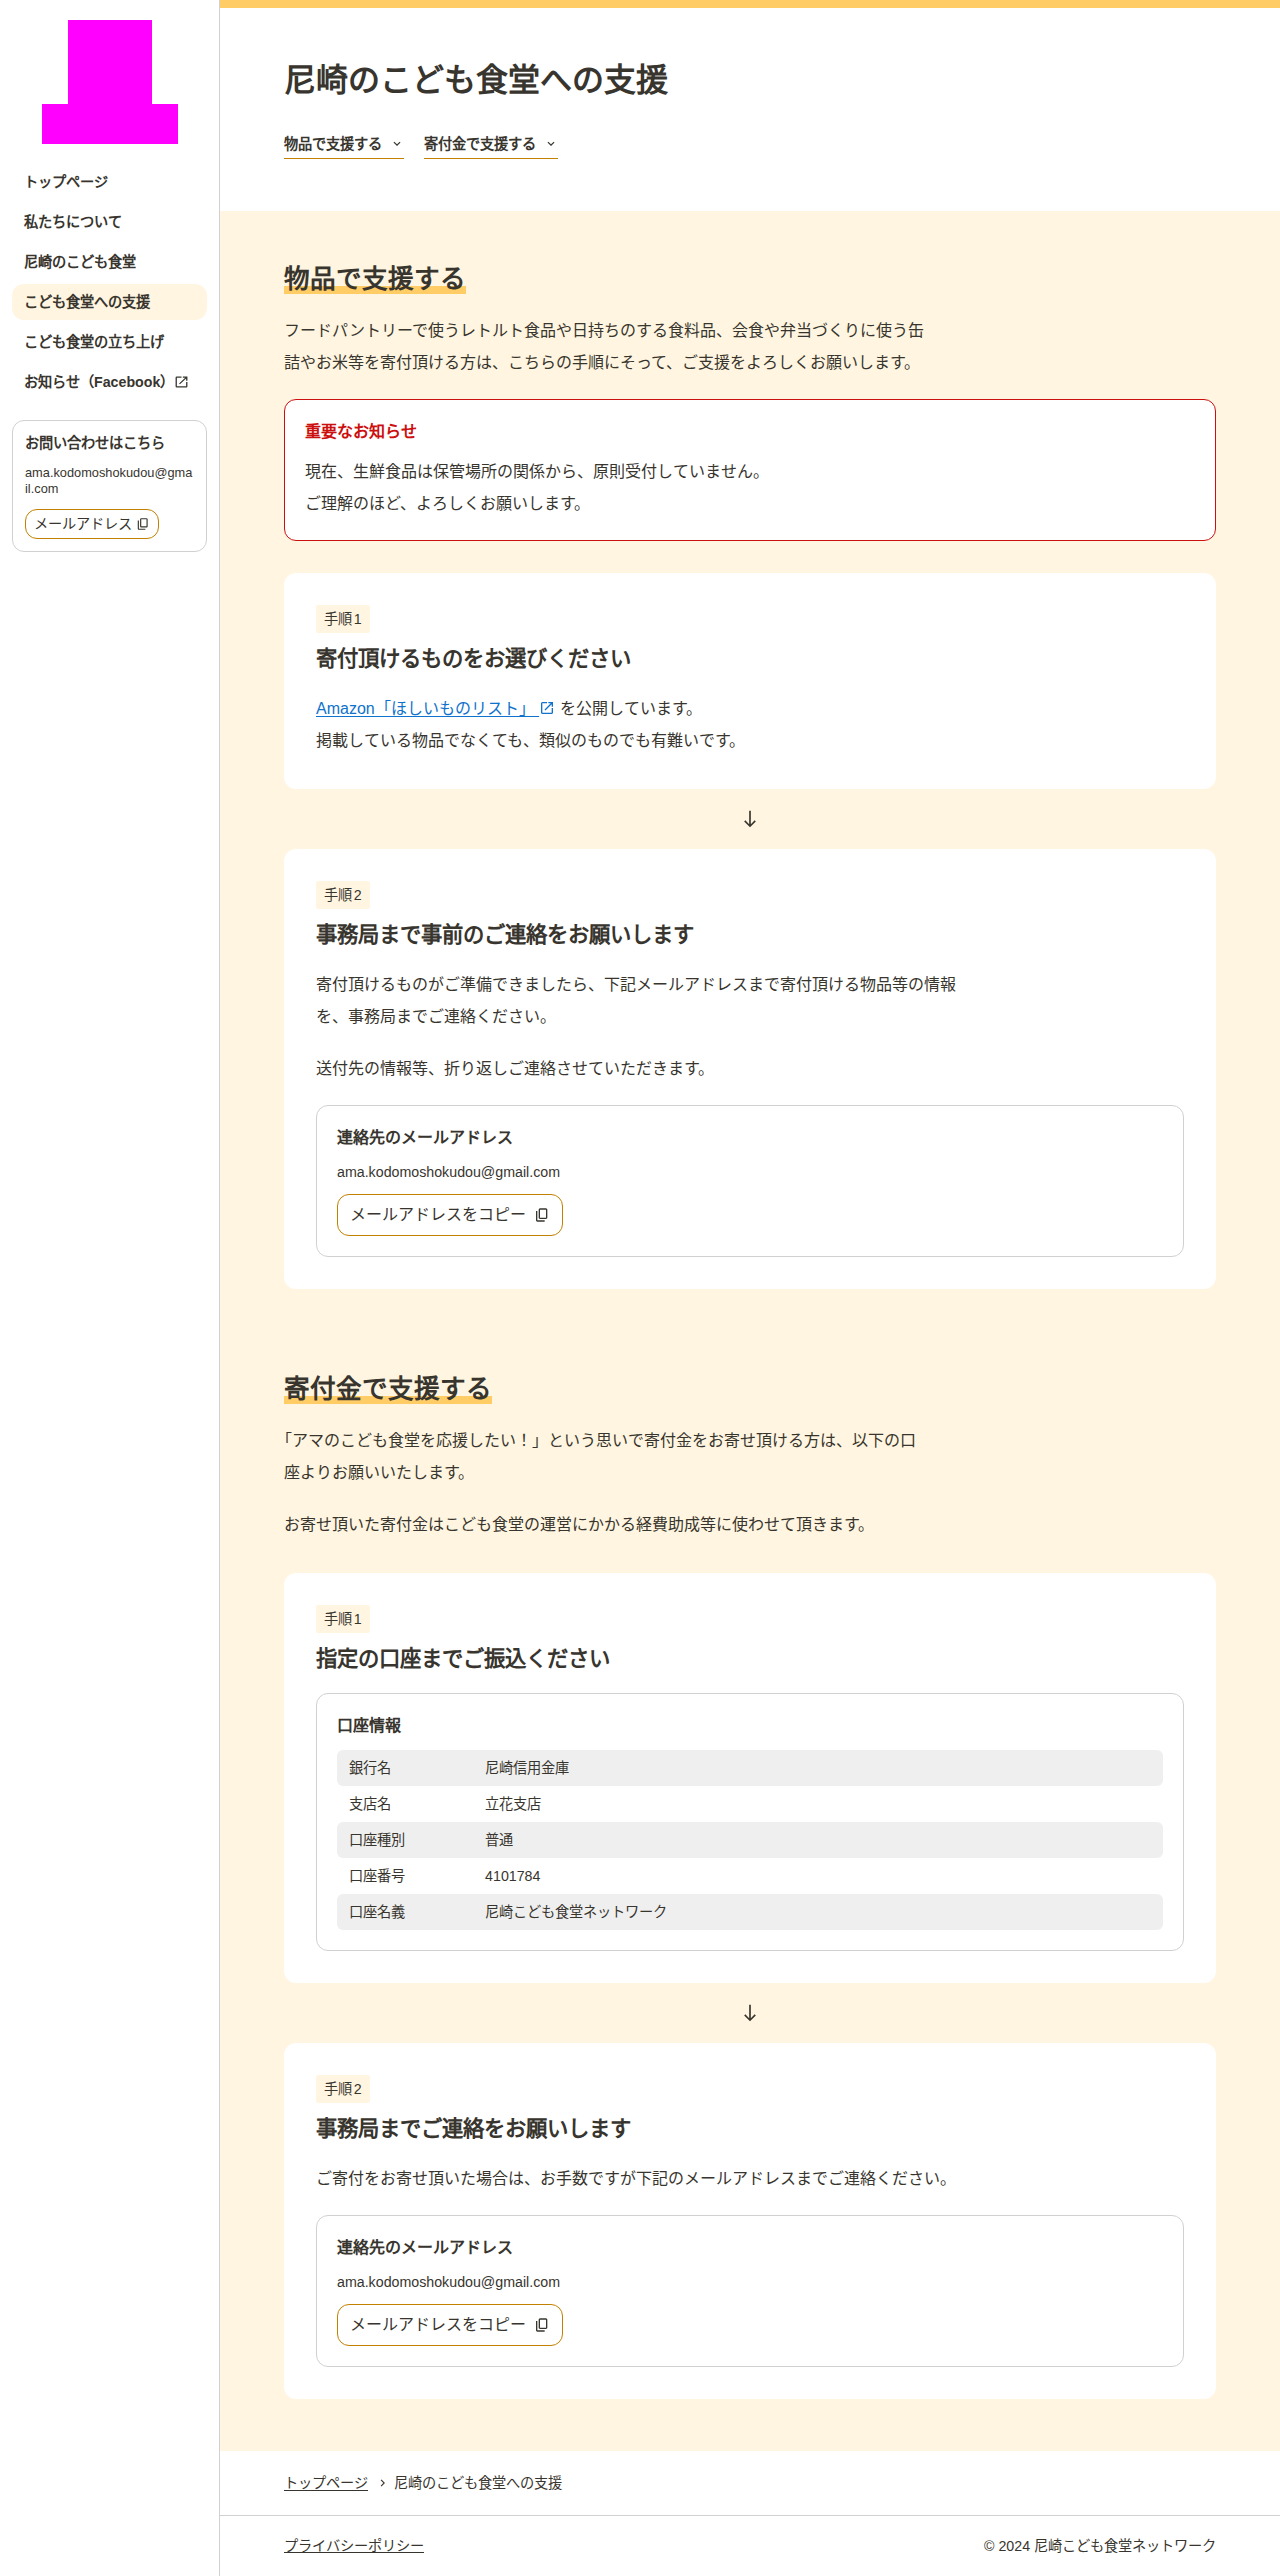 トップページ
私たちについて
尼崎のこども食堂
こども食堂への支援
こども食堂の立ち上げ
お知らせ（Facebook）
お問い合わせはこちら
ama.kodomoshokudou@gma
il.com
メールアドレス
尼崎のこども食堂への支援
物品で支援する
寄付金で支援する
物品で支援する
フードパントリーで使うレトルト食品や日持ちのする食料品、会食や弁当づくりに使う缶
詰やお米等を寄付頂ける方は、こちらの手順にそって、ご支援をよろしくお願いします。
重要なお知らせ
現在、生鮮食品は保管場所の関係から、原則受付していません。
ご理解のほど、よろしくお願いします。
手順1
寄付頂けるものをお選びください
Amazon「ほしいものリスト」 を公開しています。
掲載している物品でなくても、類似のものでも有難いです。
手順2
事務局まで事前のご連絡をお願いします
寄付頂けるものがご準備できましたら、下記メールアドレスまで寄付頂ける物品等の情報
を、事務局までご連絡ください。
送付先の情報等、折り返しご連絡させていただきます。
連絡先のメールアドレス
ama.kodomoshokudou@gmail.com
メールアドレスをコピー
寄付金で支援する
「アマのこども食堂を応援したい！」という思いで寄付金をお寄せ頂ける方は、以下の口
座よりお願いいたします。
お寄せ頂いた寄付金はこども食堂の運営にかかる経費助成等に使わせて頂きます。
手順1
指定の口座までご振込ください
口座情報
銀行名 尼崎信用金庫
支店名 立花支店
口座種別 普通
口座番号 4101784
口座名義 尼崎こども食堂ネットワーク
手順2
事務局までご連絡をお願いします
ご寄付をお寄せ頂いた場合は、お手数ですが下記のメールアドレスまでご連絡ください。
連絡先のメールアドレス
ama.kodomoshokudou@gmail.com
メールアドレスをコピー
トップページ 尼崎のこども食堂への支援
プライバシーポリシー
© 2024 尼崎こども食堂ネットワーク